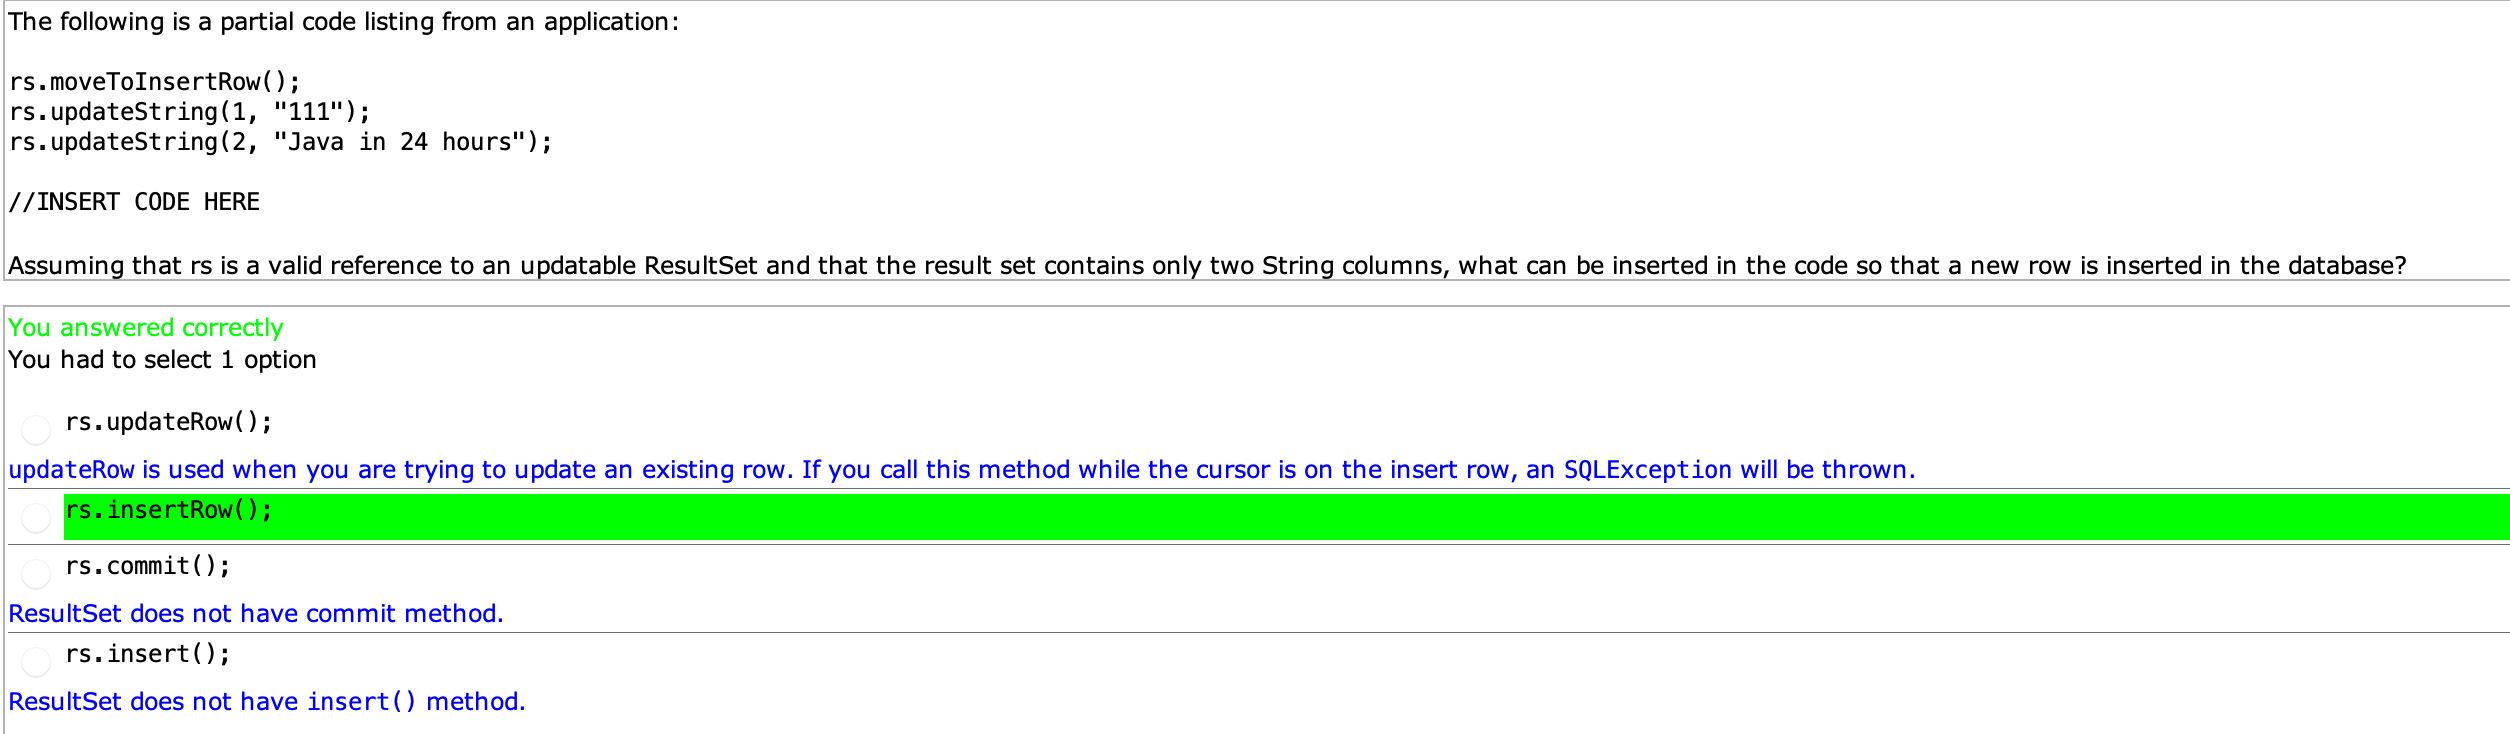 The following is a partial code listing from an application:
rs.moveToInsertRow();
rs.updateString(1, "111");
rs.updateString(2, "Java in 24 hours");
//INSERT CODE HERE
Assuming that rs is a valid reference to an updatable ResultSet and that the result set contains only two String columns, what can be inserted in the code so that a new row is inserted in the database?
You answered correctly
You had to select 1 option
rs.updateRow();
updateRow is used when you are trying to update an existing row. If you call this method while the cursor is on the insert row, an SQLException will be thrown.
rs.insertRow();
rs.commit();
ResultSet does not have commit method.
rs.insert();
ResultSet does not have insert() method.